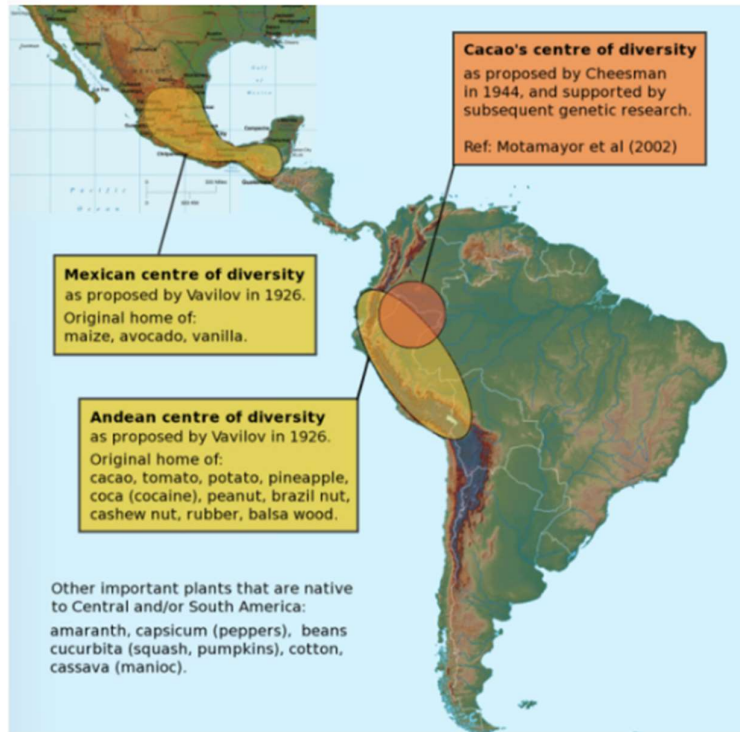 Cacao's centre of diversity
as proposed by Cheesman
in 1944, and supported by
subsequent genetic research.
Ref: Motamayor et al (2002)
Mexican centre of diversity
as proposed by Vavilov in 1926.
Original home of:
maize, avocado, vanilla.
Andean centre of diversity
as proposed by Vavilov in 1926.
Original home of:
cacao, tomato, potato, pineapple,
coca (cocaine), peanut, brazil nut,
cashew nut, rubber, balsa wood.
Other important plants that are native
to Central and/or South America:
amaranth, capsicum (peppers),  beans
cucurbita (squash, pumpkins), cotton,
cassava (manioc).
Pacific
Ocean